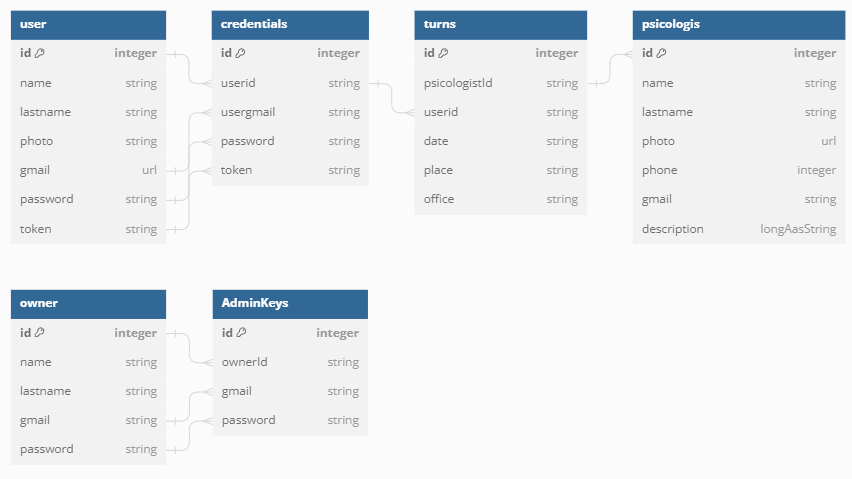 user
id integer
name string
lastname string
photo string
gmail url
password string
token string
credentials
id integer
userid string
usergmail string
password string
token string
turns
id integer
psicologistId string
userid string
date string
place string
office string
psicologis
id integer
name string
lastname string
photo url
phone integer
gmail string
description longAasString
owner
id integer
name string
lastname string
gmail string
password string
AdminKeys
id integer
ownerId string
gmail string
password string